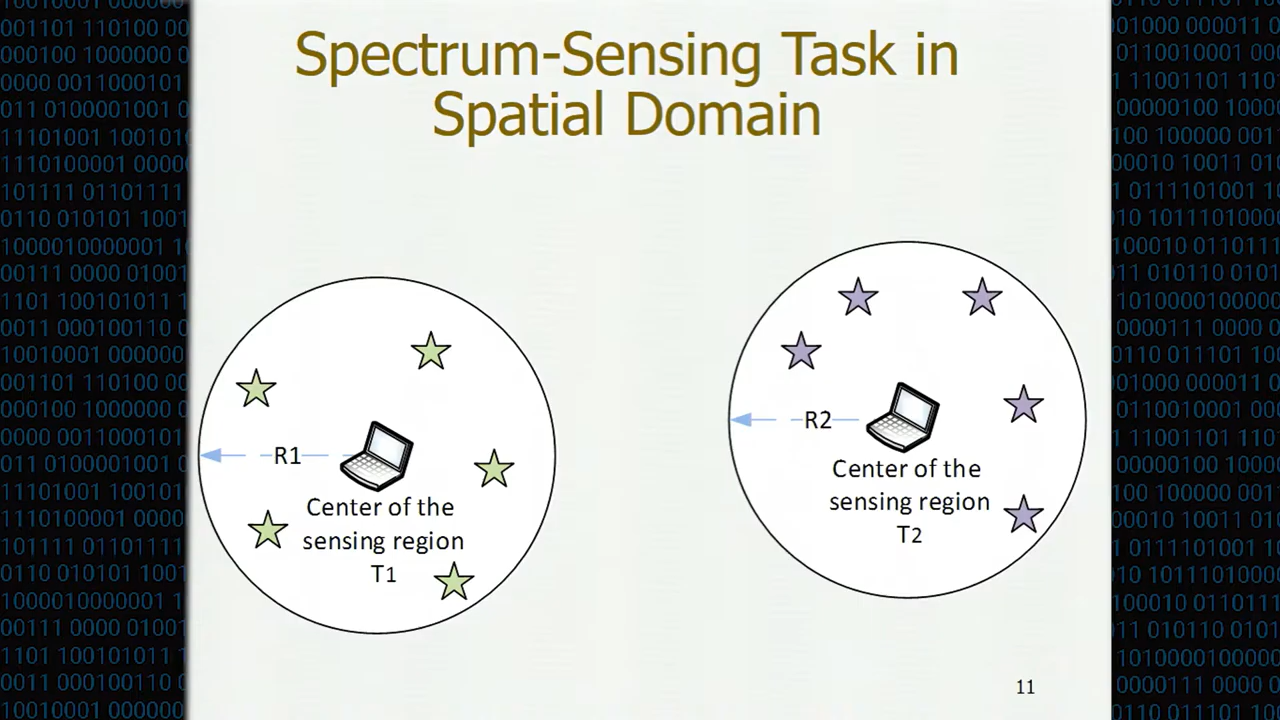 Spectrum-Sensing Task in
Spatial Domain
R1
Center of the
sensing region
T1
R2
Center of the
sensing region
T2
11